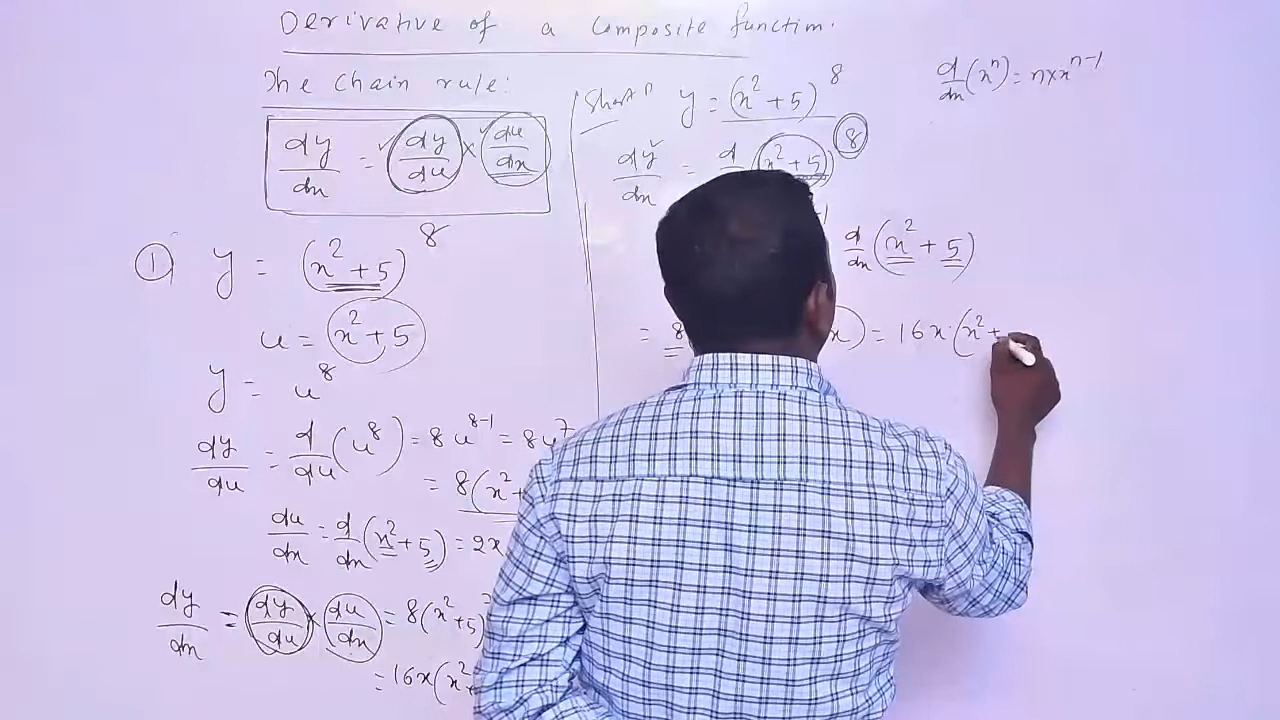 Derivative of a Composite function.
The Chain rule:
dy/dx = dy/du × du/dx
① y = (x² + 5)⁸
u = x² + 5
y = u⁸
dy/du = d/du (u⁸) = 8u⁸⁻¹ = 8u⁷
= 8(x² +
du/dx = d/dx (x² + 5) = 2x
dy/dx = dy/du × du/dx = 8(x² + 5)
= 16x(x² +
Short y = (x² + 5)⁸
dy/dx = d (x² + 5)⁸
d/dx (x² + 5)
= 8 x) = 16x·(x² +
d/dx (xⁿ) = n×xⁿ⁻¹